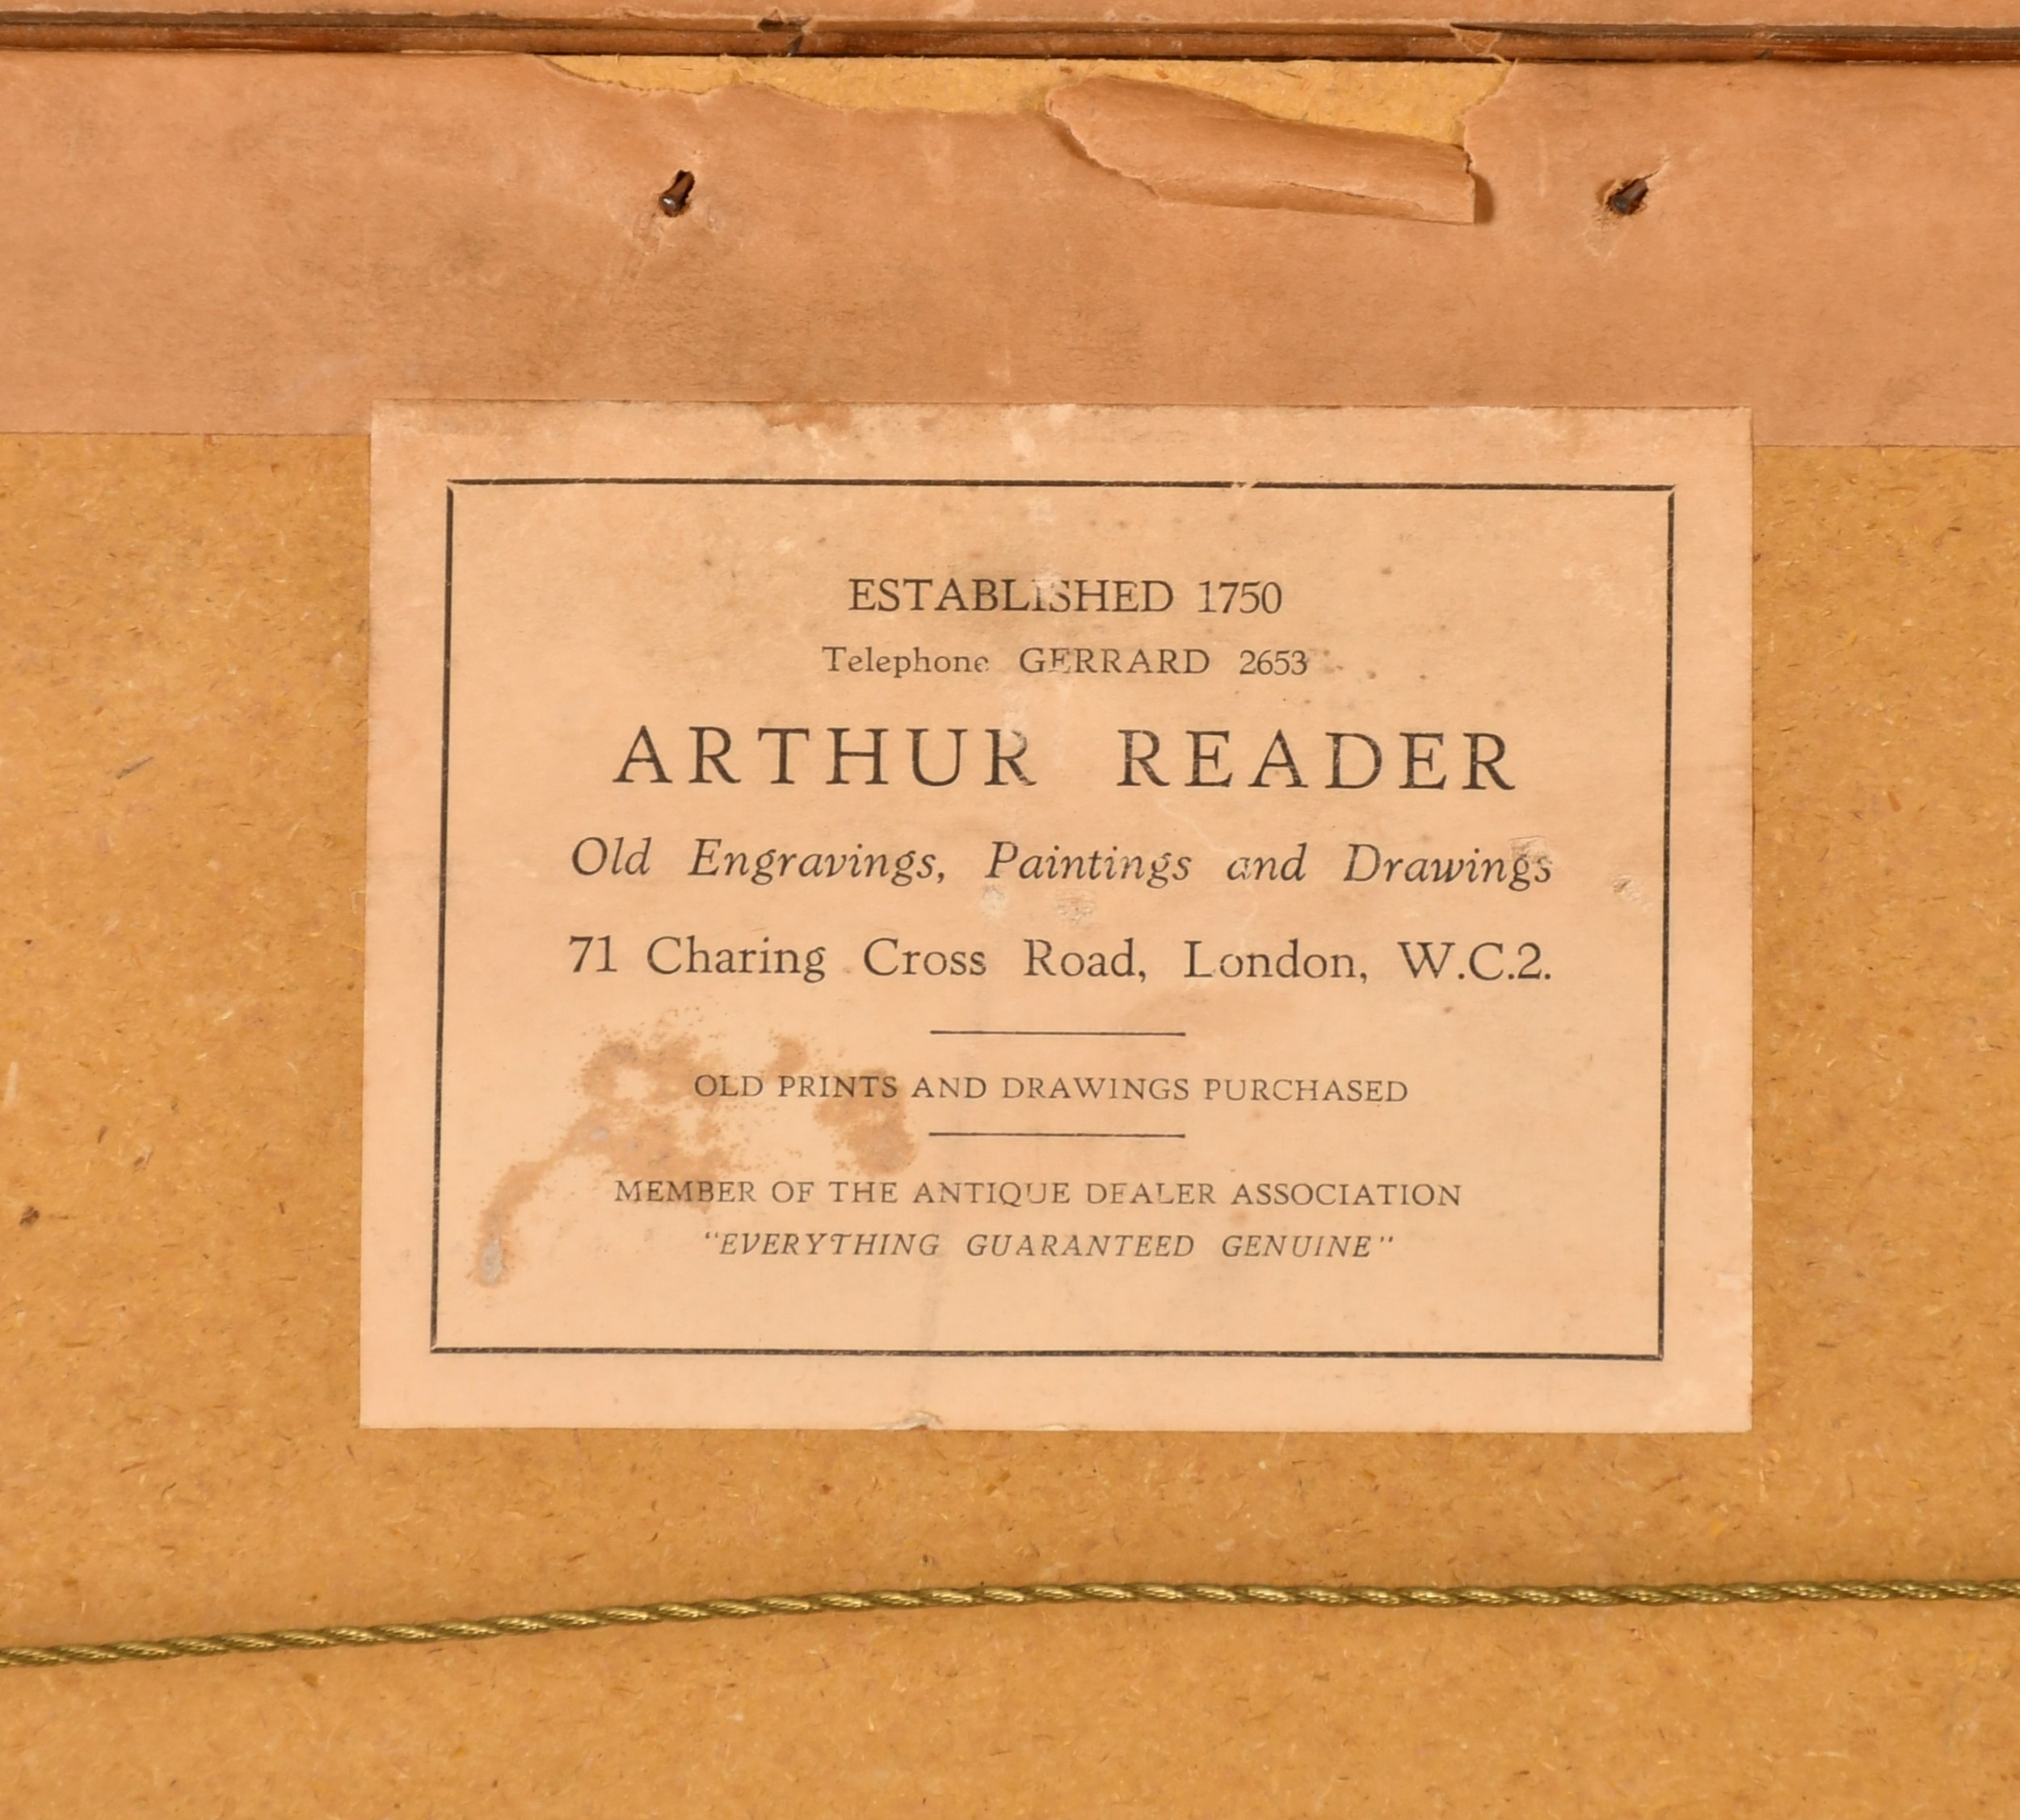 ESTABLISHED 1750
Telephone GERRARD 2653
ARTHUR READER
Old Engravings, Paintings and Drawings
71 Charing Cross Road, London, W.C.2.
OLD PRINTS AND DRAWINGS PURCHASED
MEMBER OF THE ANTIQUE DEALER ASSOCIATION
"EVERYTHING GUARANTEED GENUINE"